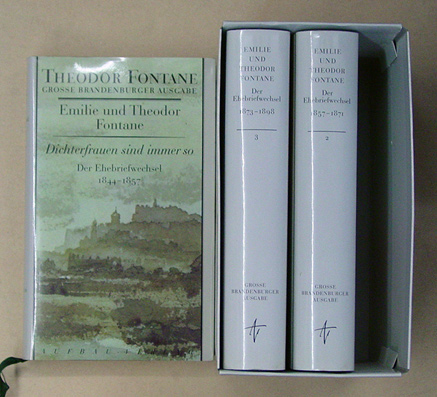 THEODOR FONTANE
GROSSE BRANDENBURGER AUSGABE
Emilie und Theodor
Fontane
Dichterfrauen sind immer so
Der Ehebriefwechsel
1844–1857
EMILIE
UND
THEODOR
FONTANE
Der
Ehebriefwechsel
1873–1898
3
GROSSE
BRANDENBURGER
AUSGABE
EMILIE
UND
THEODOR
FONTANE
Der
Ehebriefwechsel
1857–1871
2
GROSSE
BRANDENBURGER
AUSGABE